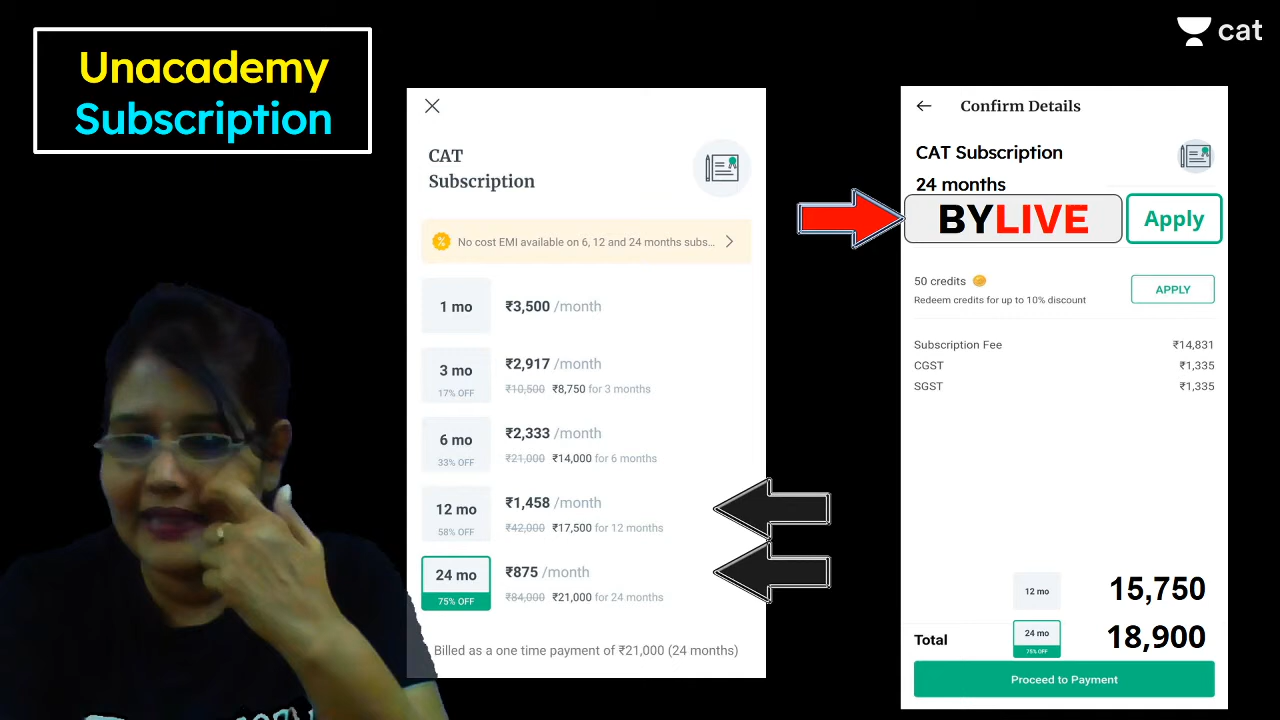 Unacademy
Subscription
cat
CAT
Subscription
No cost EMI available on 6, 12 and 24 months subs...
1 mo
₹3,500 /month
3 mo
17% OFF
₹2,917 /month
₹10,500 ₹8,750 for 3 months
6 mo
33% OFF
₹2,333 /month
₹21,000 ₹14,000 for 6 months
12 mo
58% OFF
₹1,458 /month
₹42,000 ₹17,500 for 12 months
24 mo
75% OFF
₹875 /month
₹84,000 ₹21,000 for 24 months
Billed as a one time payment of ₹21,000 (24 months)
Confirm Details
CAT Subscription
24 months
BYLIVE
Apply
50 credits
Redeem credits for up to 10% discount
APPLY
Subscription Fee ₹14,831
CGST ₹1,335
SGST ₹1,335
12 mo 15,750
Total 24 mo 18,900
75% OFF
Proceed to Payment